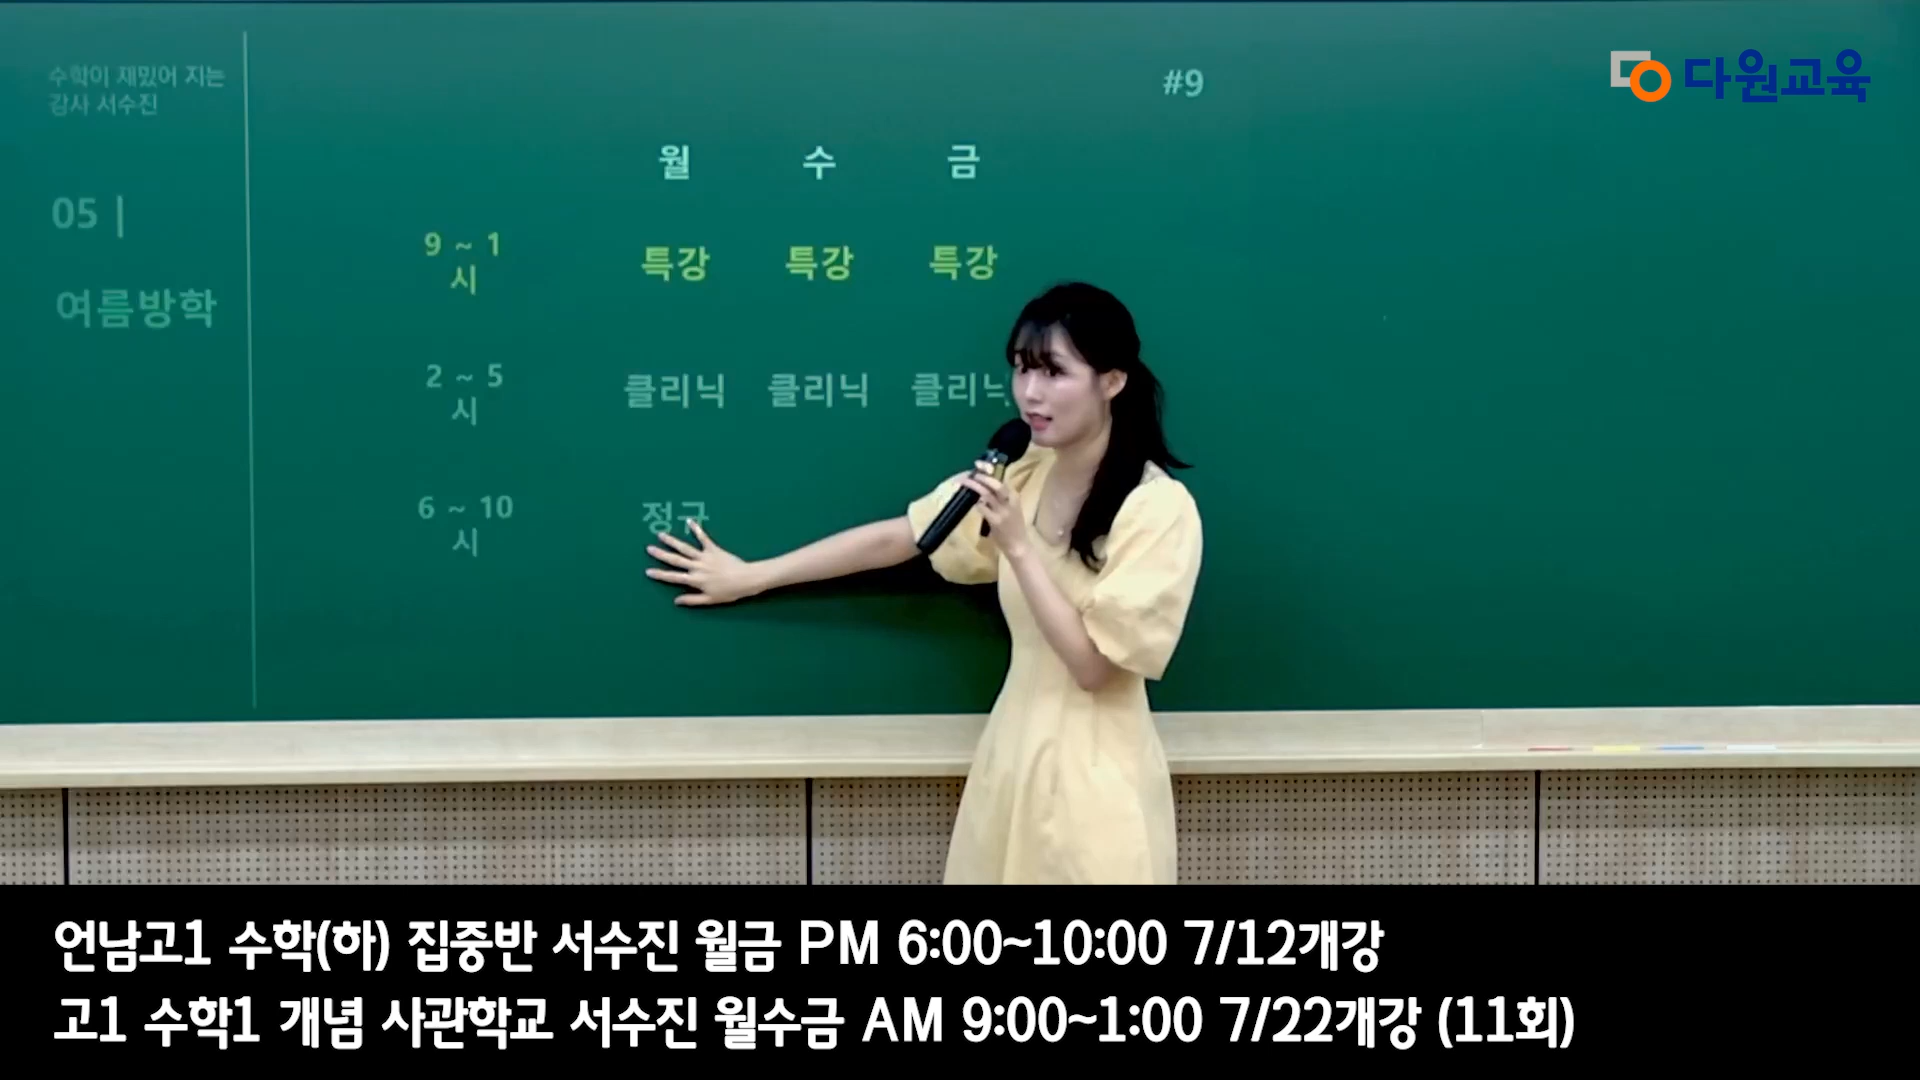 수학이 재밌어 지는
강사 서수진
05 |
여름방학
#9
다원교육
월 수 금
9 ~ 1
시
특강 특강 특강
2 ~ 5
시
클리닉 클리닉 클리닉
6 ~ 10
시
정규
언남고1 수학(하) 집중반 서수진 월금 PM 6:00~10:00 7/12개강
고1 수학1 개념 사관학교 서수진 월수금 AM 9:00~1:00 7/22개강 (11회)